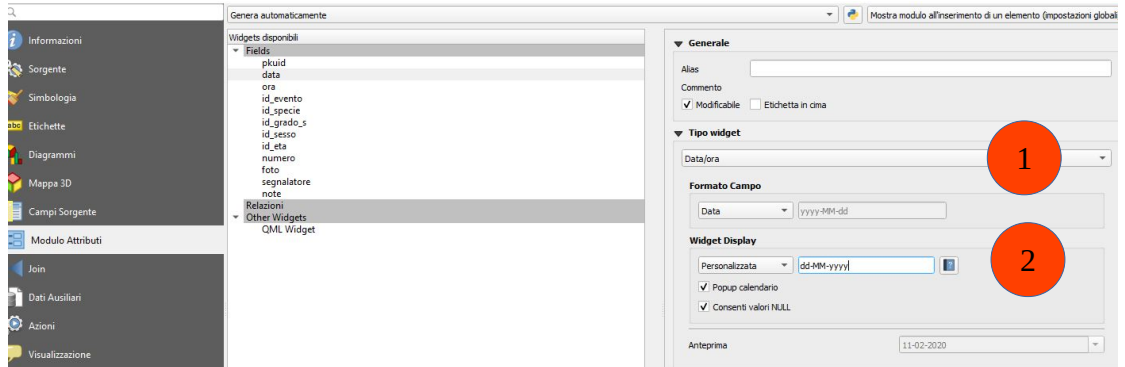 Genera automaticamente
Mostra modulo all'inserimento di un elemento (impostazioni globali
Informazioni
Sorgente
Simbologia
abc Etichette
Diagrammi
Mappa 3D
Campi Sorgente
Modulo Attributi
Join
Dati Ausiliari
Azioni
Visualizzazione
Widgets disponibili
Fields
pkuid
data
ora
id_evento
id_specie
id_grado_s
id_sesso
id_eta
numero
foto
segnalatore
note
Relazioni
Other Widgets
QML Widget
Generale
Alias
Commento
Modificabile Etichetta in cima
Tipo widget
Data/ora
1
Formato Campo
Data yyyy-MM-dd
Widget Display
Personalizzata dd-MM-yyyy
2
Popup calendario
Consenti valori NULL
Anteprima 11-02-2020